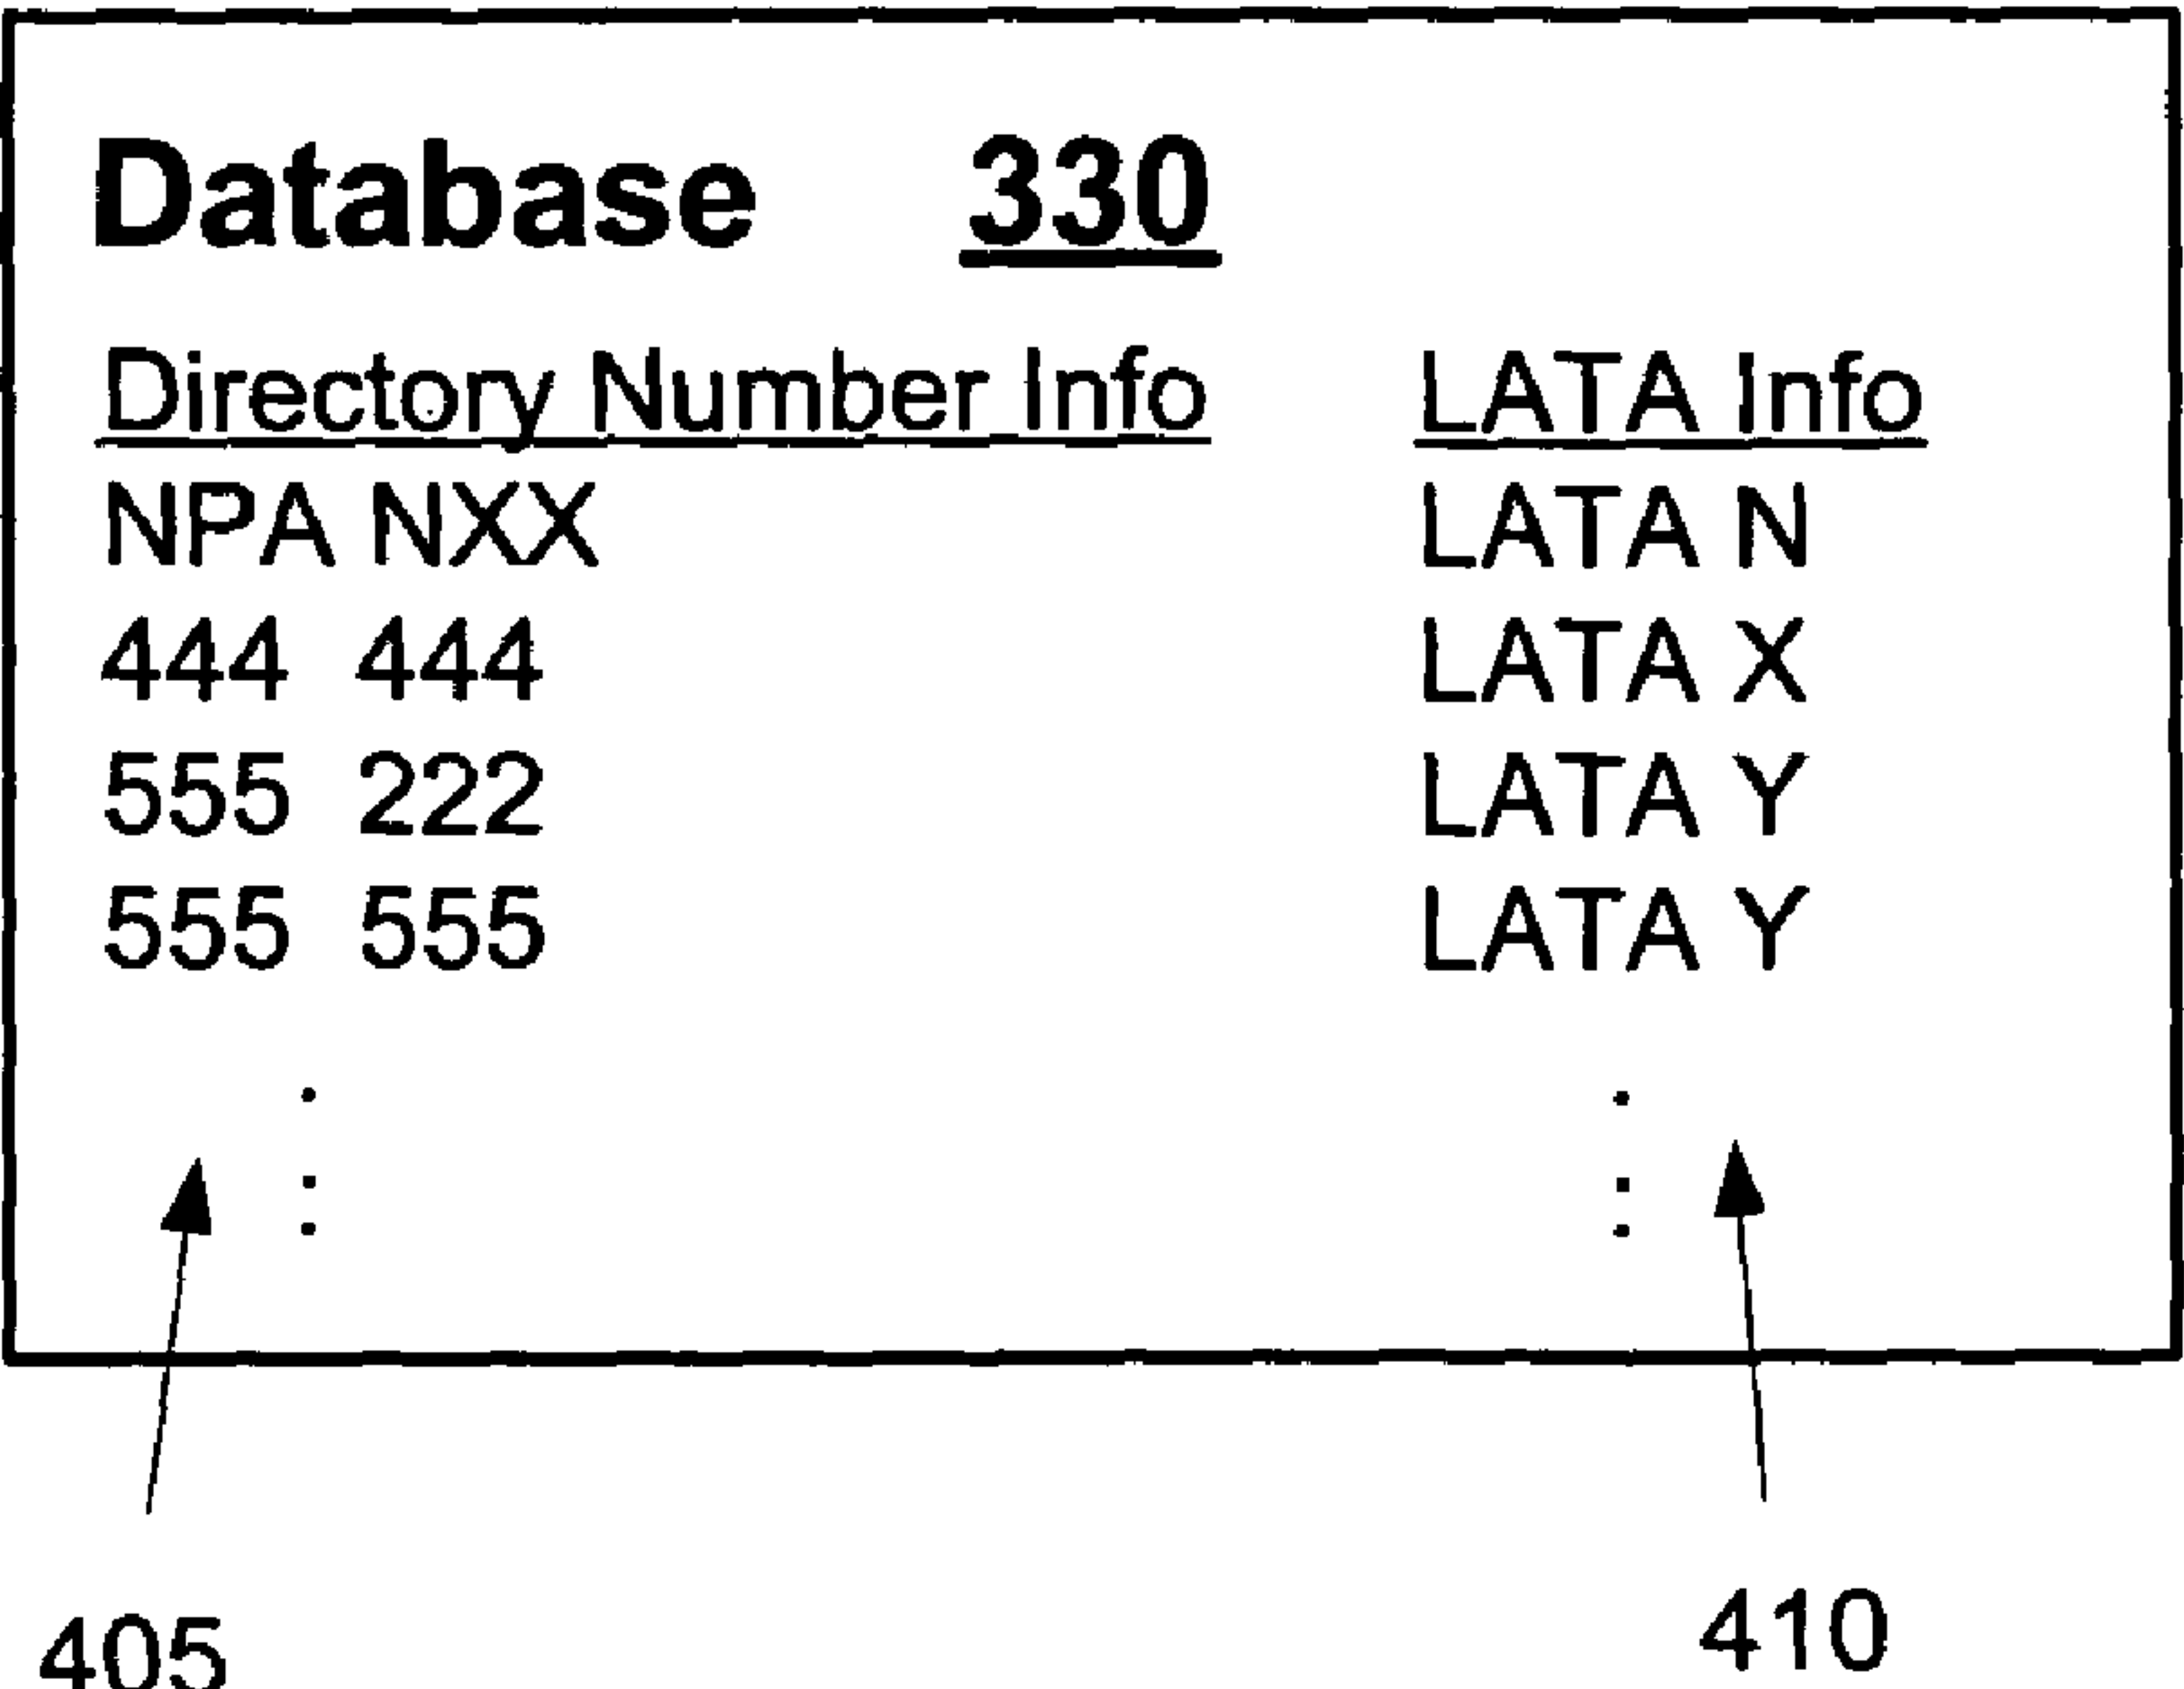 Database 330
Directory Number Info LATA Info
NPA NXX LATA N
444 444 LATA X
555 222 LATA Y
555 555 LATA Y
405 410